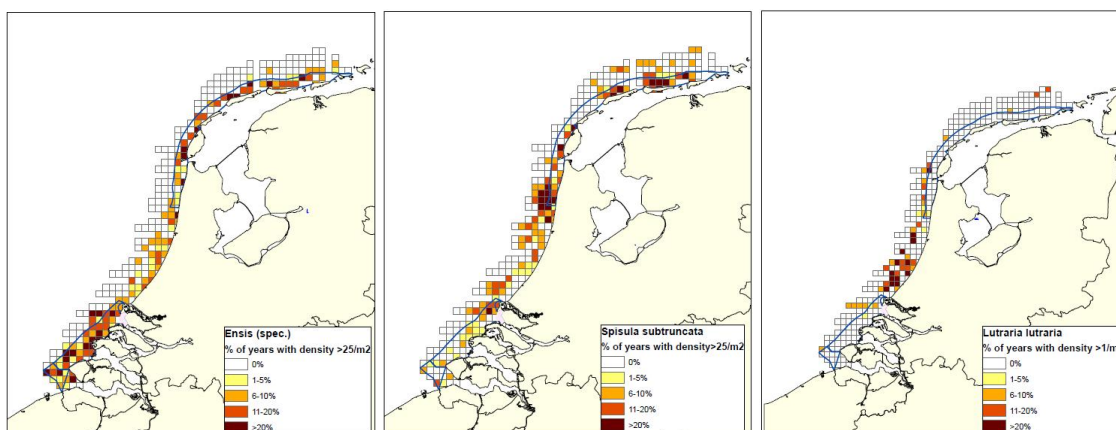 Ensis (spec.)
% of years with density >25/m2
0%
1-5%
6-10%
11-20%
>20%
Spisula subtruncata
% of years with density>25/m2
0%
1-5%
6-10%
11-20%
>20%
Lutraria lutraria
% of years with density >1/m
0%
1-5%
6-10%
11-20%
>20%